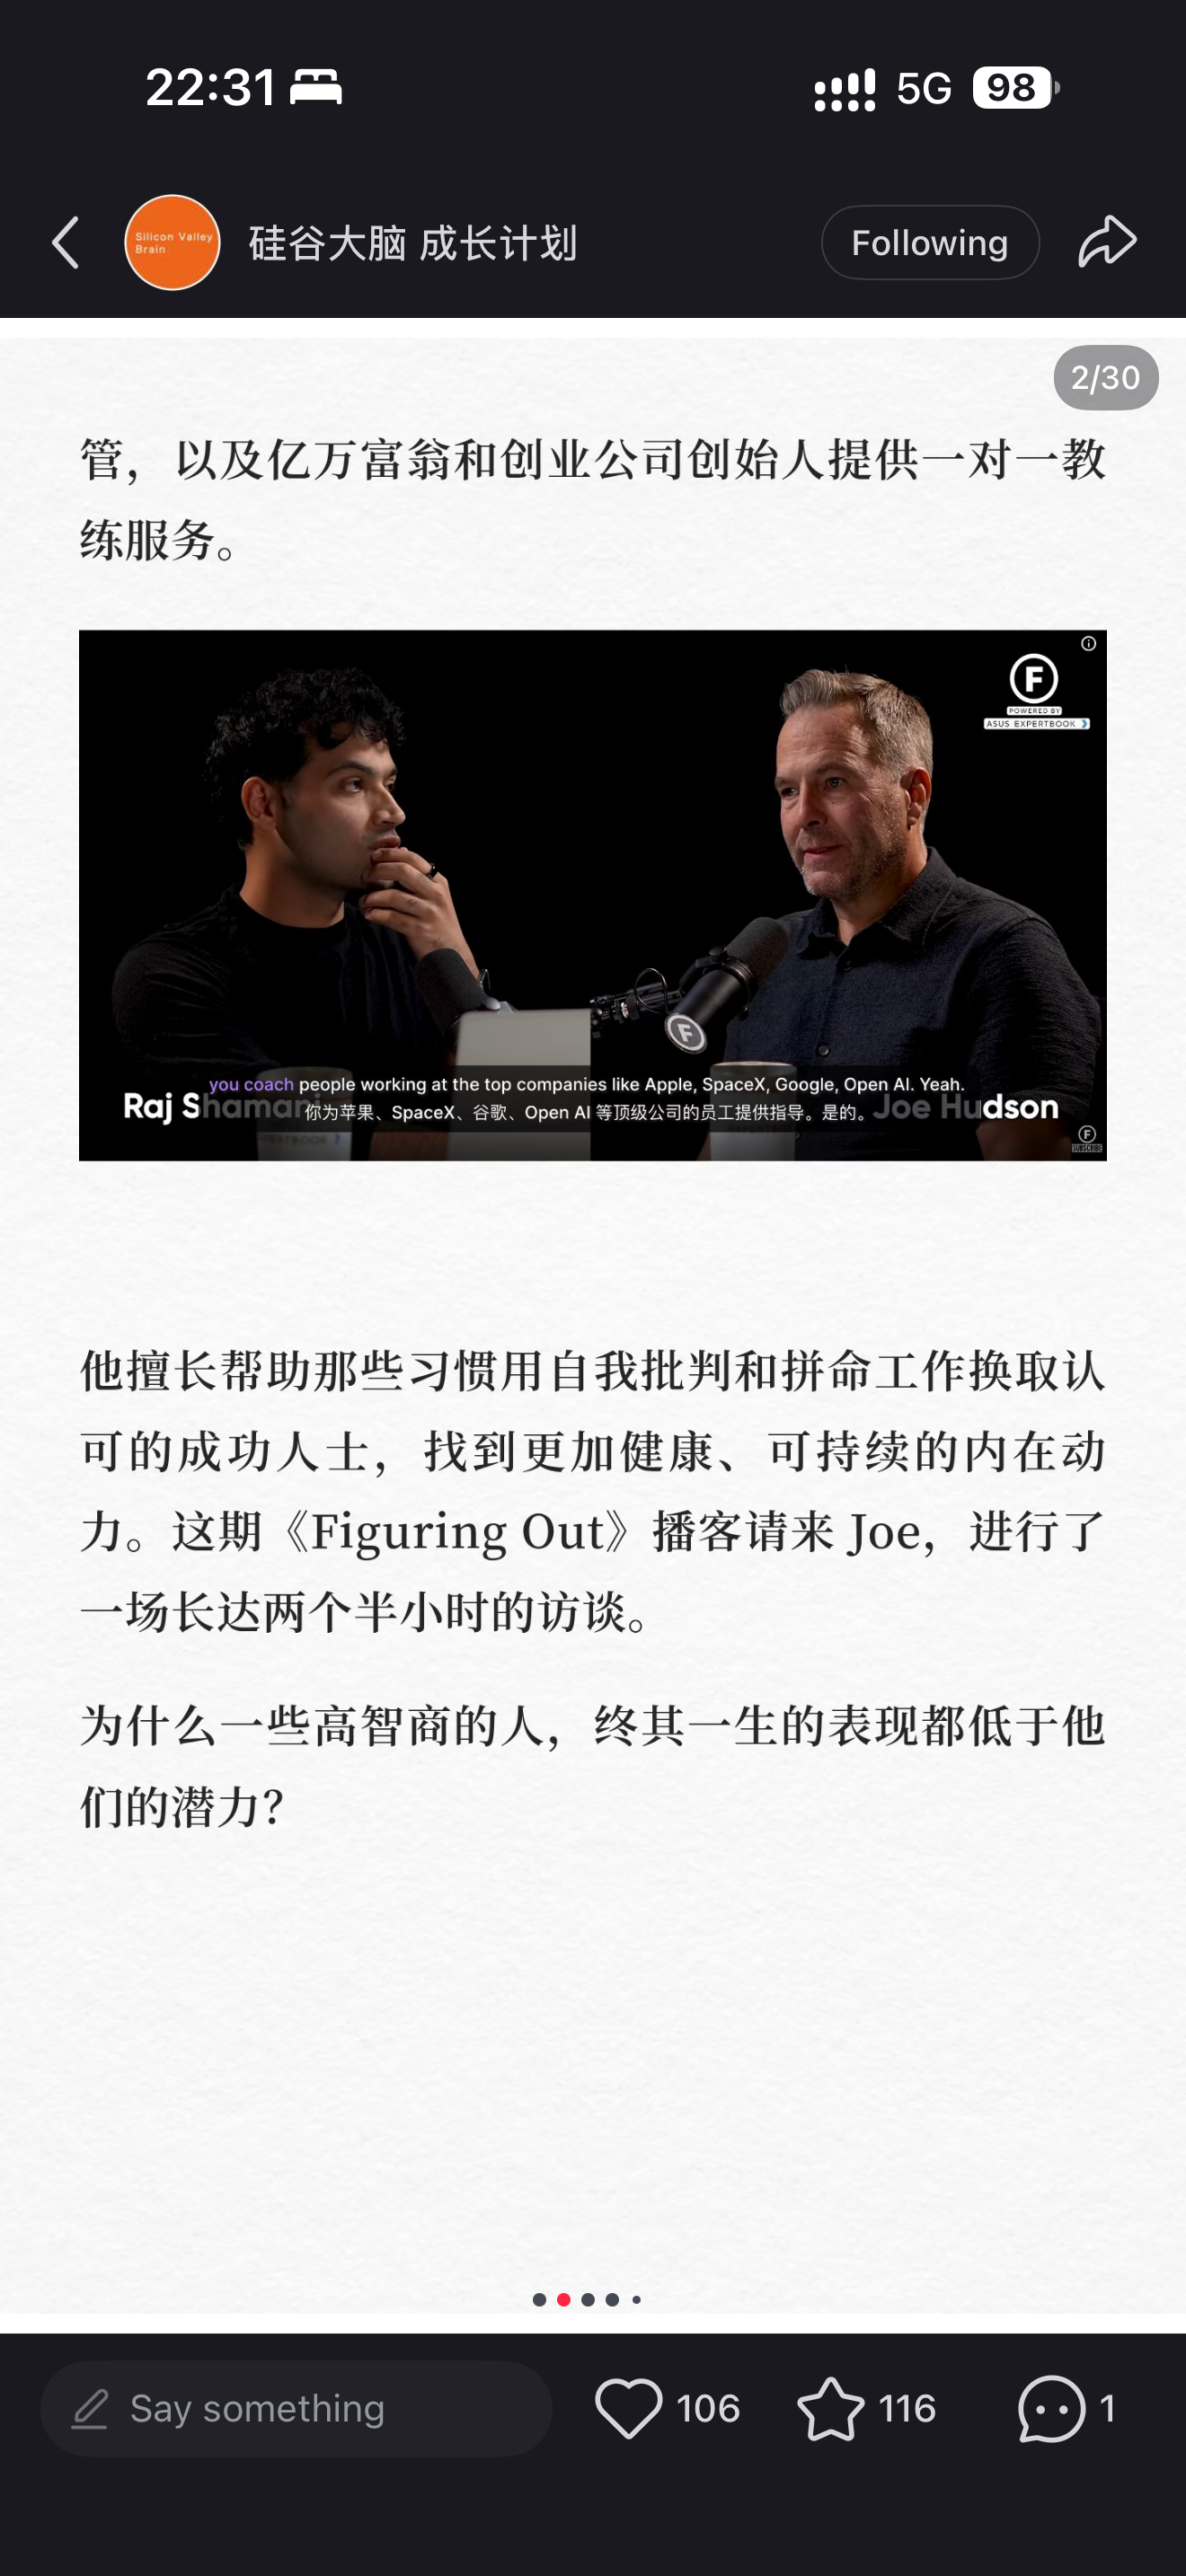 22:31
5G 98
Silicon Valley
Brain
硅谷大脑 成长计划
Following
2/30
管，以及亿万富翁和创业公司创始人提供一对一教
练服务。
F
POWERED BY
ASUS EXPERTBOOK
F
you coach people working at the top companies like Apple, SpaceX, Google, Open AI. Yeah.
Raj Shamani
你为苹果、SpaceX、谷歌、Open AI 等顶级公司的员工提供指导。是的。
Joe Hudson
F
SUBSCRIBE
他擅长帮助那些习惯用自我批判和拼命工作换取认
可的成功人士，找到更加健康、可持续的内在动
力。这期《Figuring Out》播客请来 Joe，进行了
一场长达两个半小时的访谈。
为什么一些高智商的人，终其一生的表现都低于他
们的潜力？
Say something
106
116
1